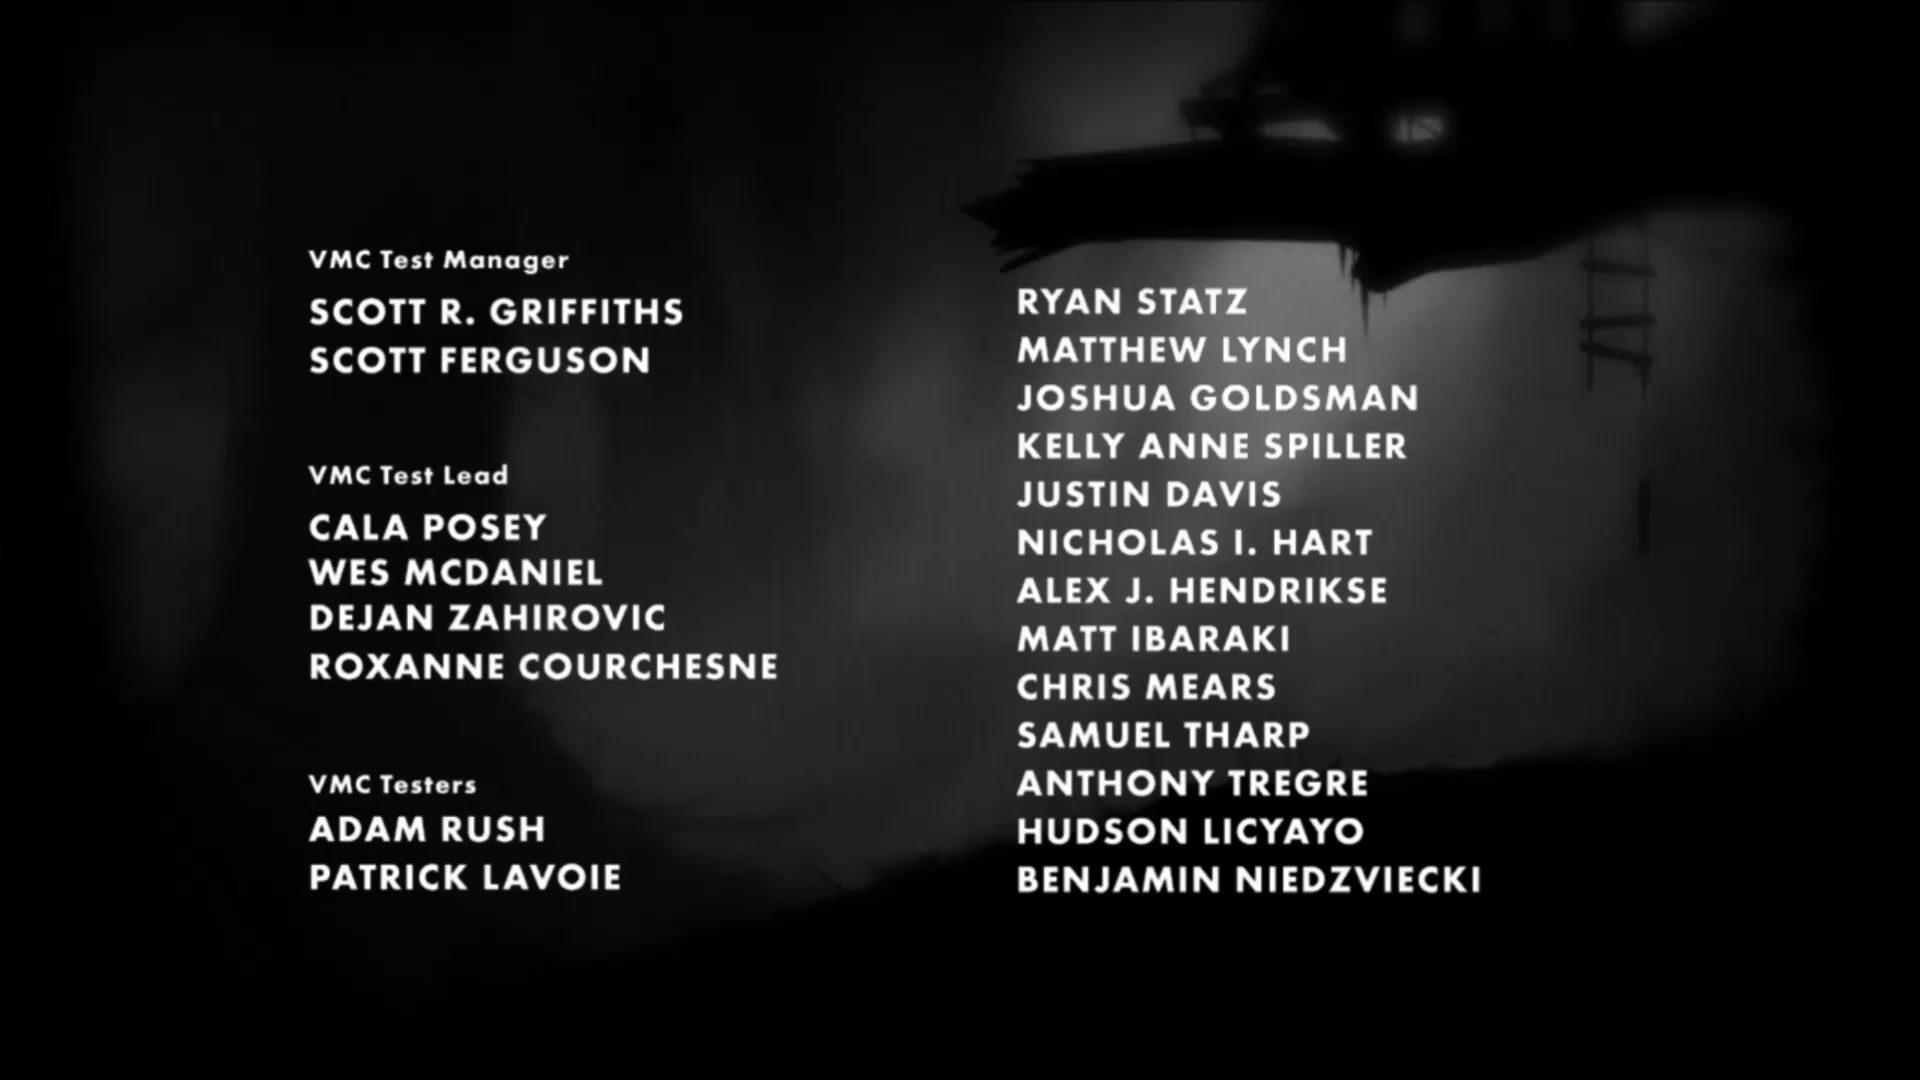 VMC Test Manager
SCOTT R. GRIFFITHS
SCOTT FERGUSON
VMC Test Lead
CALA POSEY
WES MCDANIEL
DEJAN ZAHIROVIC
ROXANNE COURCHESNE
VMC Testers
ADAM RUSH
PATRICK LAVOIE
RYAN STATZ
MATTHEW LYNCH
JOSHUA GOLDSMAN
KELLY ANNE SPILLER
JUSTIN DAVIS
NICHOLAS I. HART
ALEX J. HENDRIKSE
MATT IBARAKI
CHRIS MEARS
SAMUEL THARP
ANTHONY TREGRE
HUDSON LICYAYO
BENJAMIN NIEDZVIECKI